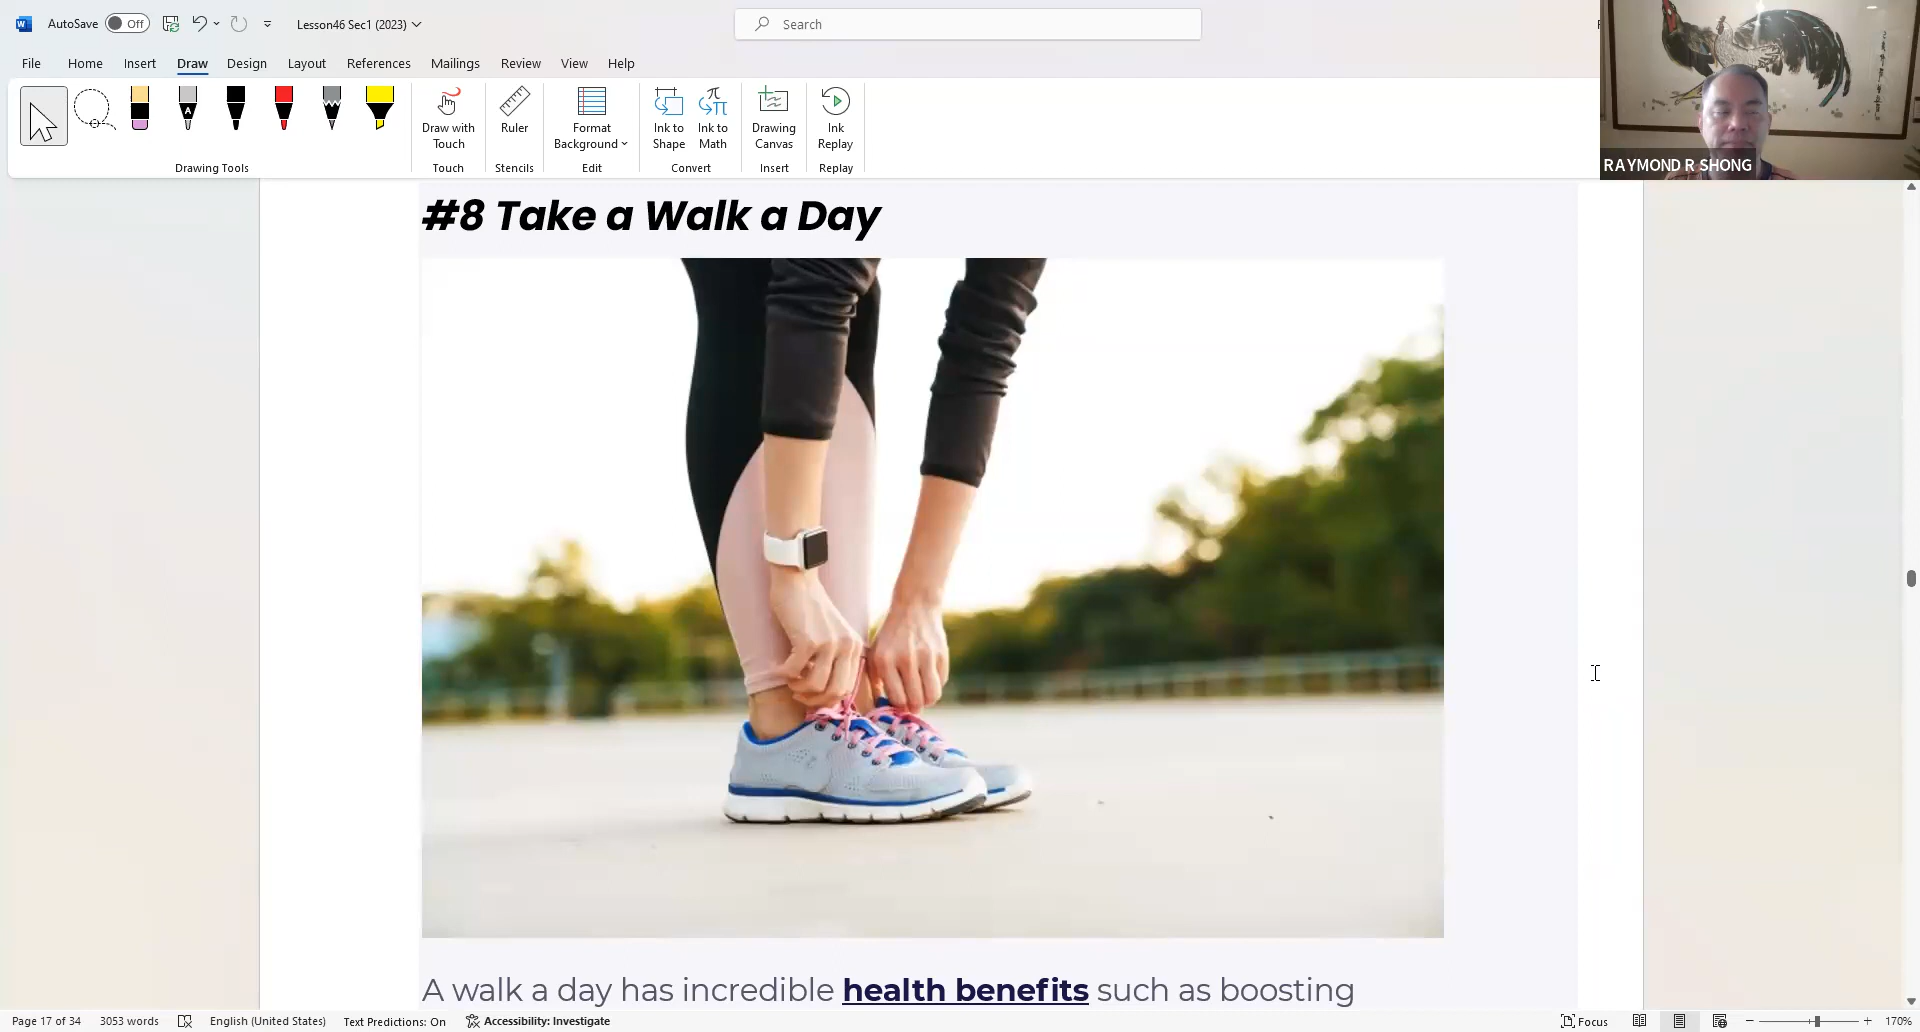 AutoSave Off Lesson46 Sec1 (2023) Search
File Home Insert Draw Design Layout References Mailings Review View Help
A
Draw with Touch
Ruler
Format Background
Ink to Shape
Ink to Math
Drawing Canvas
Ink Replay
Drawing Tools Touch Stencils Edit Convert Insert Replay
RAYMOND R SHONG
#8 Take a Walk a Day
A walk a day has incredible health benefits such as boosting
Page 17 of 34 3053 words English (United States) Text Predictions: On Accessibility: Investigate Focus 170%